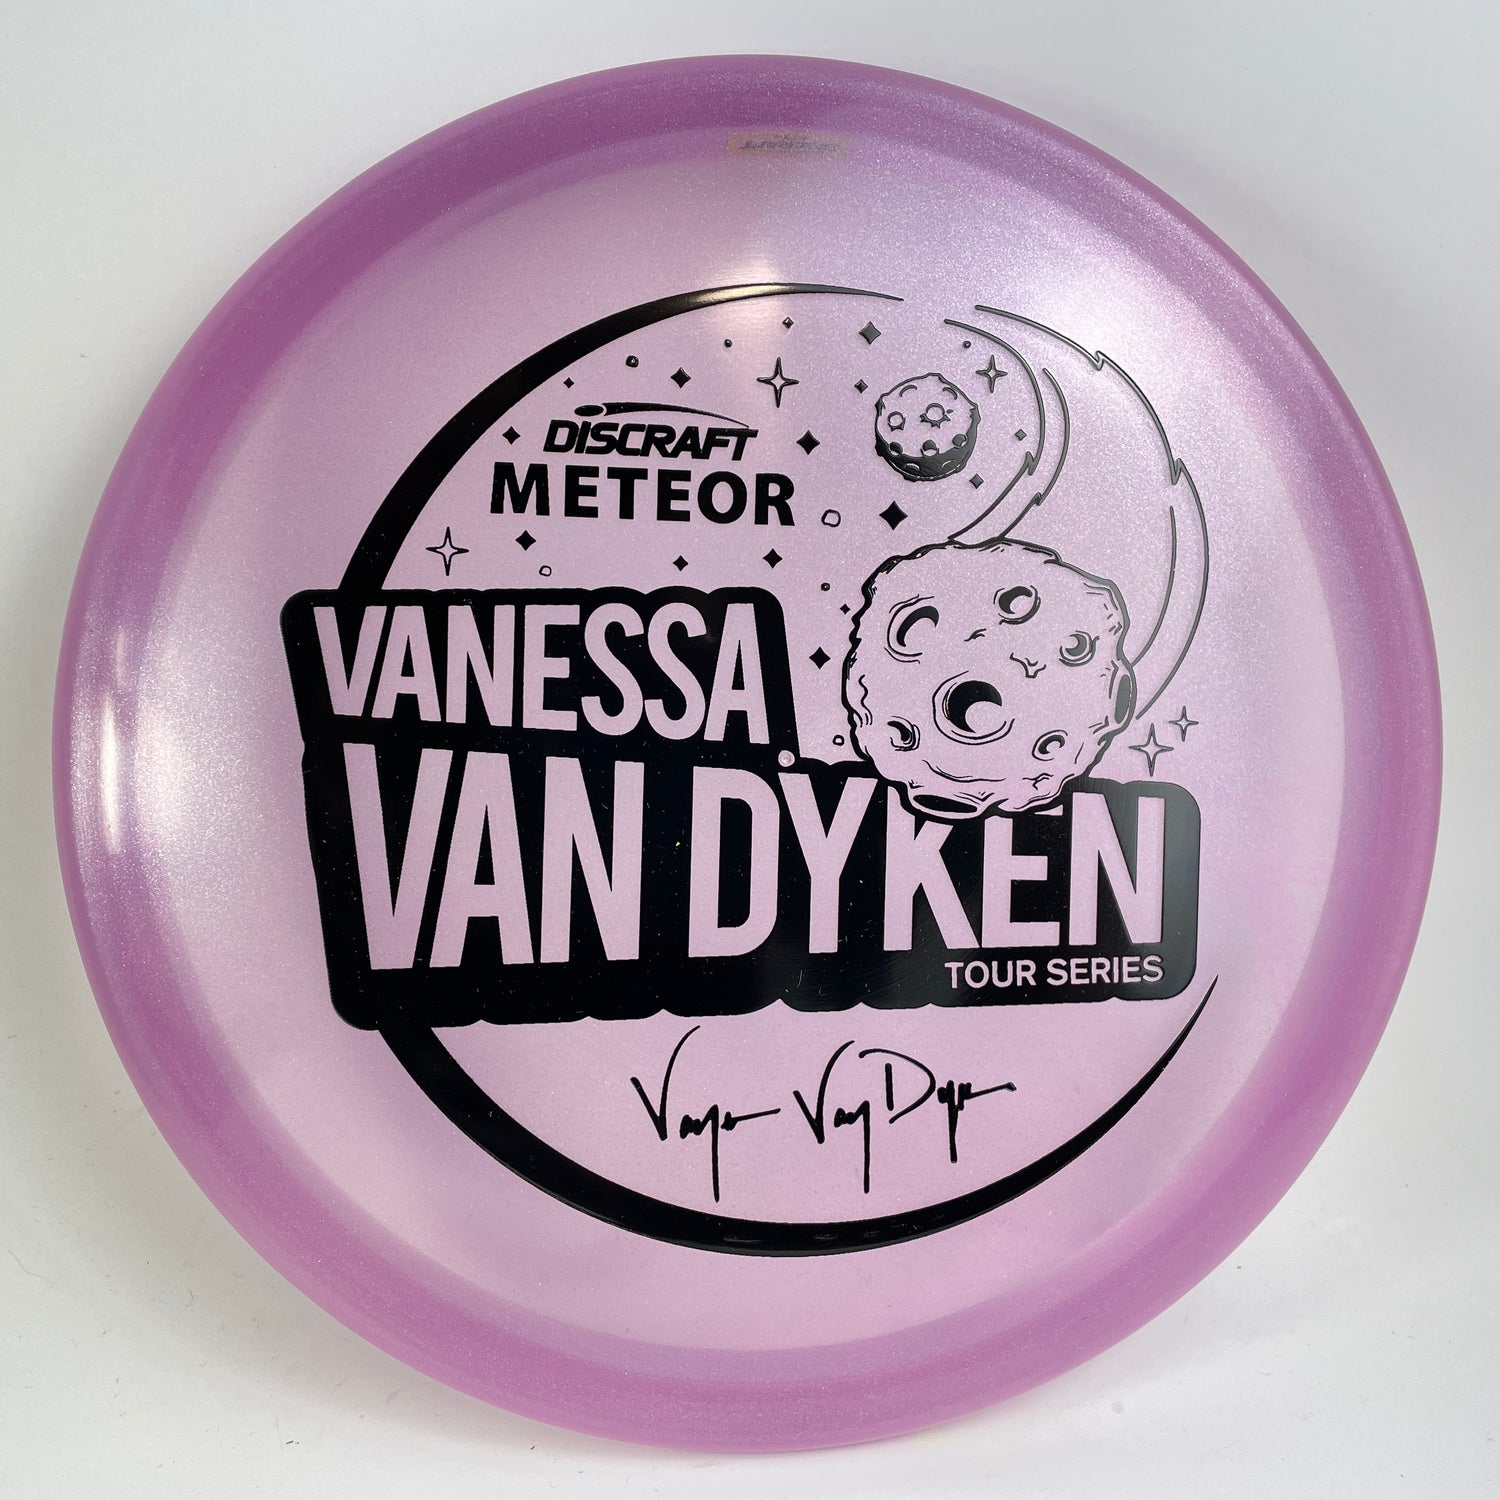 DISCRAFT
METEOR
VANESSA
VAN DYKEN
TOUR SERIES